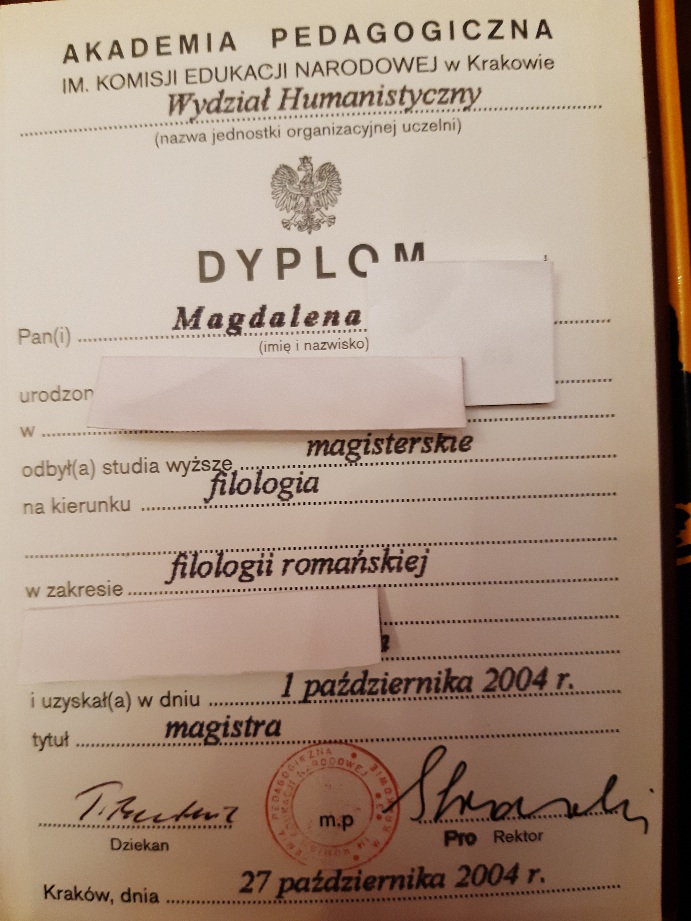 AKADEMIA PEDAGOGICZNA
IM. KOMISJI EDUKACJI NARODOWEJ w Krakowie
Wydział Humanistyczny
(nazwa jednostki organizacyjnej uczelni)
DYPLOM
Pan(i) Magdalena
(imię i nazwisko)
urodzon
w
odbył(a) studia wyższe magisterskie
na kierunku filologia
w zakresie filologii romańskiej
i uzyskał(a) w dniu 1 października 2004 r.
tytuł magistra
m.p
Dziekan
Pro Rektor
Kraków, dnia 27 października 2004 r.